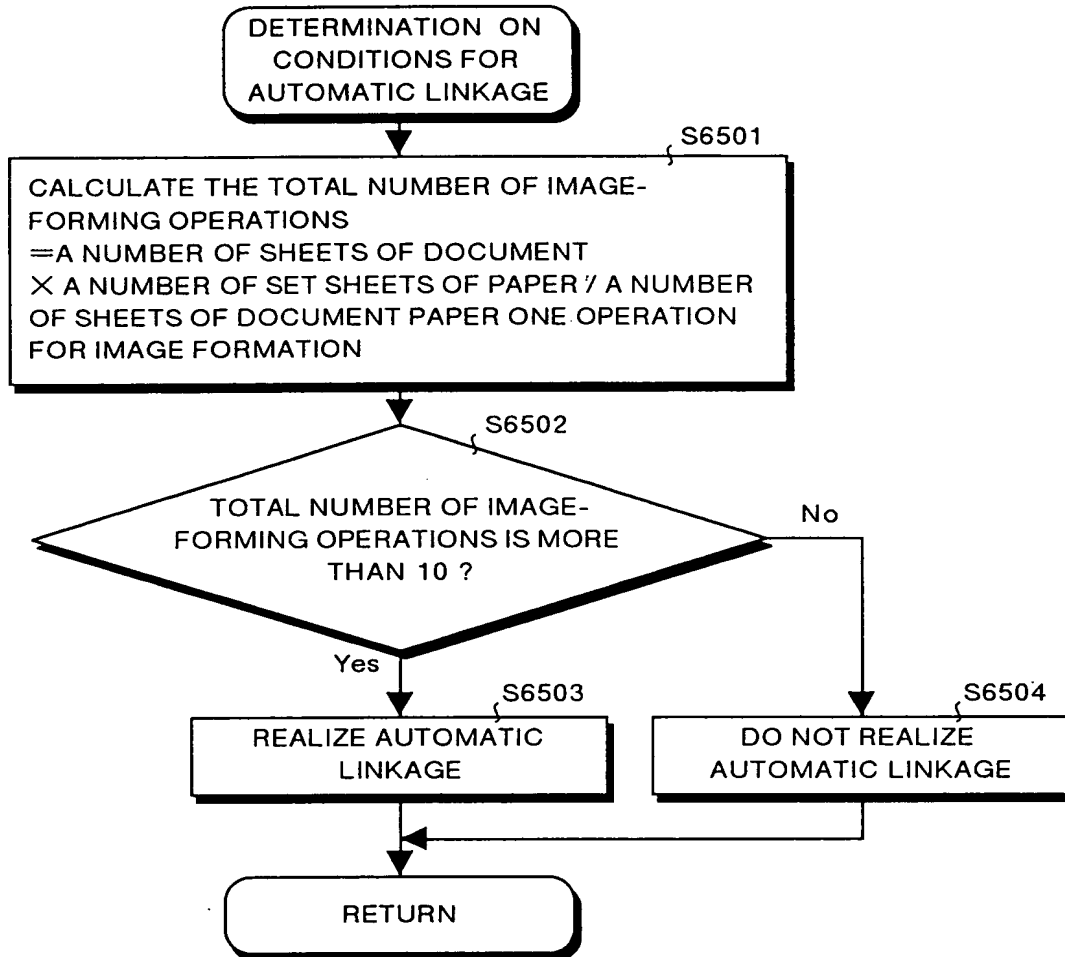 DETERMINATION ON
CONDITIONS FOR
AUTOMATIC LINKAGE
S6501
CALCULATE THE TOTAL NUMBER OF IMAGE-
FORMING OPERATIONS
=A NUMBER OF SHEETS OF DOCUMENT
× A NUMBER OF SET SHEETS OF PAPER / A NUMBER
OF SHEETS OF DOCUMENT PAPER ONE OPERATION
FOR IMAGE FORMATION
S6502
TOTAL NUMBER OF IMAGE-
FORMING OPERATIONS IS MORE
THAN 10 ?
No
Yes
S6503
REALIZE AUTOMATIC
LINKAGE
S6504
DO NOT REALIZE
AUTOMATIC LINKAGE
RETURN